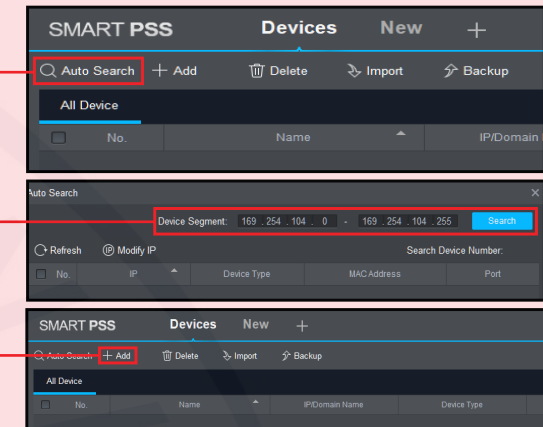 SMART PSS Devices New +
Auto Search + Add Delete Import Backup
All Device
No. Name IP/Domain
Auto Search
Device Segment: 169 . 254 . 104 . 0 - 169 . 254 . 104 . 255 Search
Refresh Modify IP Search Device Number:
No. IP Device Type MAC Address Port
SMART PSS Devices New +
Auto Search + Add Delete Import Backup
All Device
No. Name IP/Domain Name Device Type